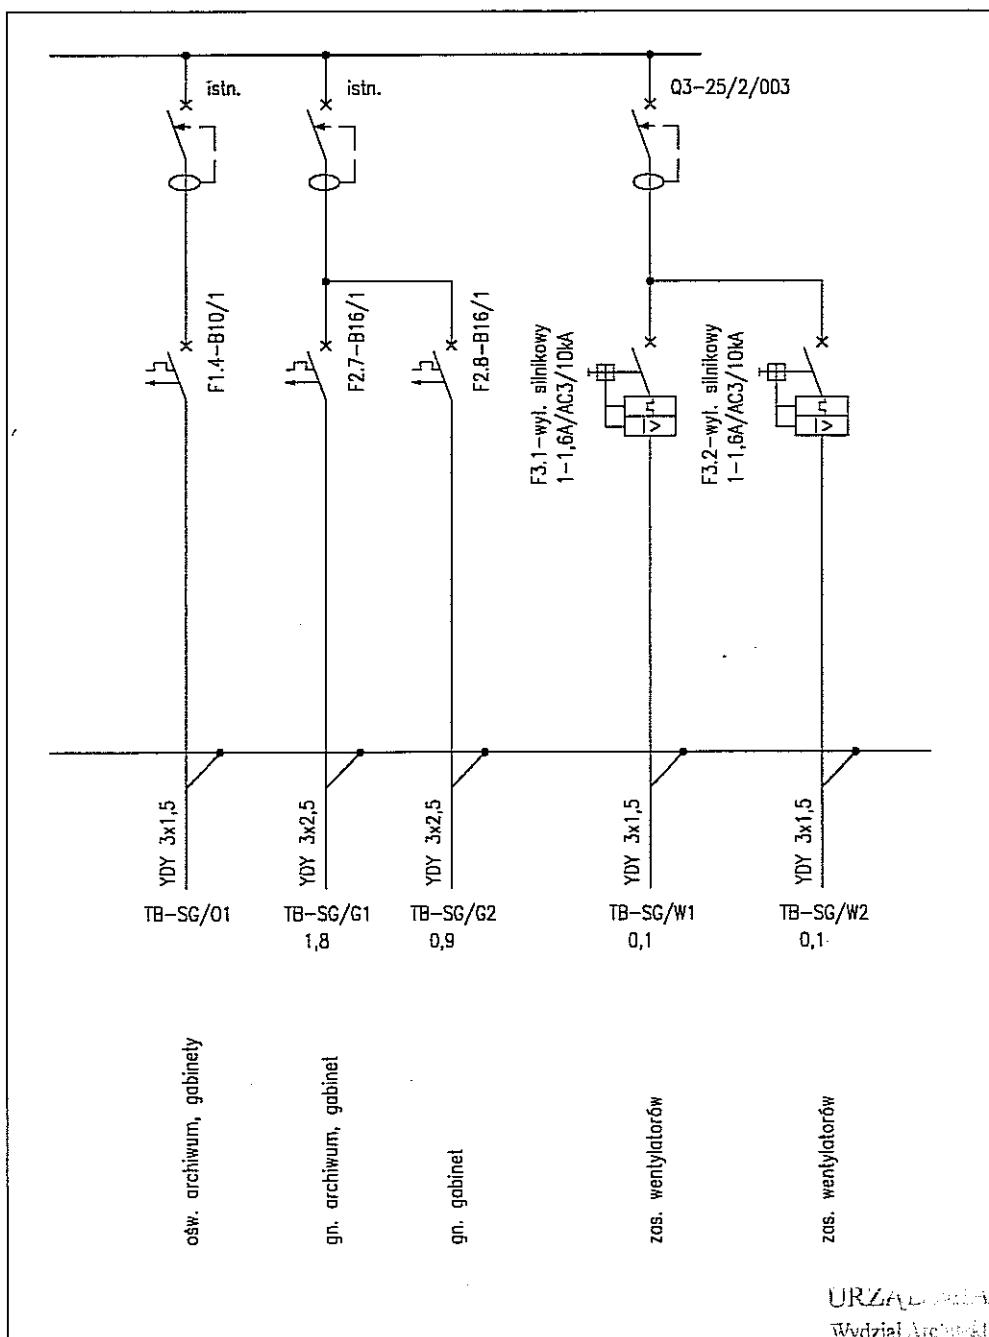 istn.
istn.
Q3-25/2/003
F1.4-B10/1
F2.7-B16/1
F2.8-B16/1
F3.1-wył. silnikowy
1-1,6A/AC3/10kA
F3.2-wył. silnikowy
1-1,6A/AC3/10kA
YDY 3x1,5
YDY 3x2,5
YDY 3x2,5
YDY 3x1,5
YDY 3x1,5
TB-SG/O1
TB-SG/G1
1,8
TB-SG/G2
0,9
TB-SG/W1
0,1
TB-SG/W2
0,1
ośw. archiwum, gabinety
gn. archiwum, gabinet
gn. gabinet
zas. wentylatorów
zas. wentylatorów
Wydział